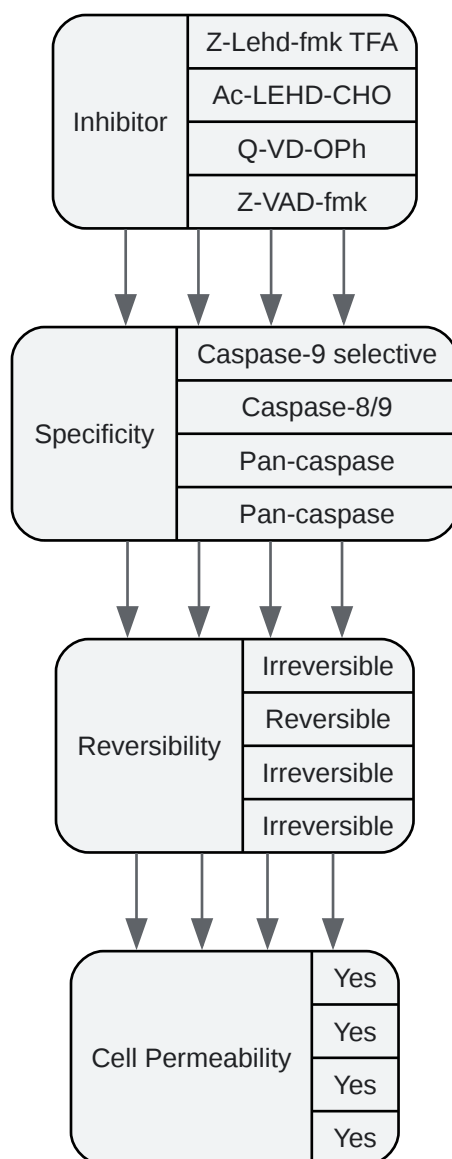 Inhibitor
Z-Lehd-fmk TFA
Ac-LEHD-CHO
Q-VD-OPh
Z-VAD-fmk
Specificity
Caspase-9 selective
Caspase-8/9
Pan-caspase
Pan-caspase
Reversibility
Irreversible
Reversible
Irreversible
Irreversible
Cell Permeability
Yes
Yes
Yes
Yes